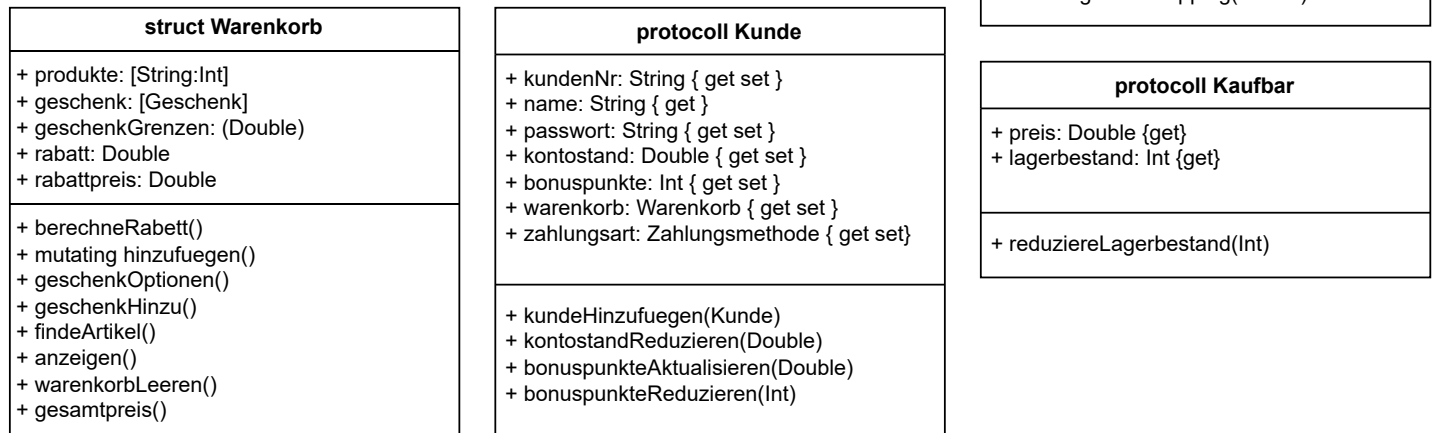 struct Warenkorb
+ produkte: [String:Int]
+ geschenk: [Geschenk]
+ geschenkGrenzen: (Double)
+ rabatt: Double
+ rabattpreis: Double
+ berechneRabett()
+ mutating hinzufuegen()
+ geschenkOptionen()
+ geschenkHinzu()
+ findeArtikel()
+ anzeigen()
+ warenkorbLeeren()
+ gesamtpreis()
protocoll Kunde
+ kundenNr: String { get set }
+ name: String { get }
+ passwort: String { get set }
+ kontostand: Double { get set }
+ bonuspunkte: Int { get set }
+ warenkorb: Warenkorb { get set }
+ zahlungsart: Zahlungsmethode { get set}
+ kundeHinzufuegen(Kunde)
+ kontostandReduzieren(Double)
+ bonuspunkteAktualisieren(Double)
+ bonuspunkteReduzieren(Int)
protocoll Kaufbar
+ preis: Double {get}
+ lagerbestand: Int {get}
+ reduziereLagerbestand(Int)